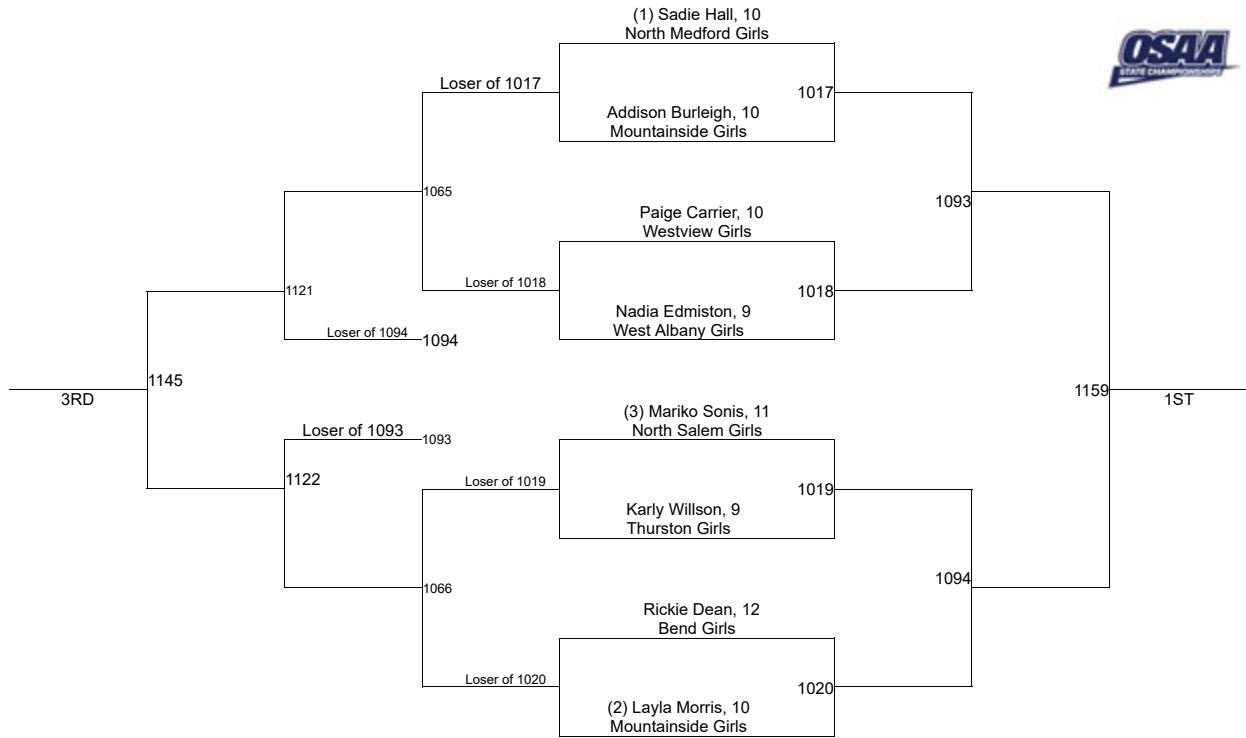 (1) Sadie Hall, 10
North Medford Girls
OSAA
STATE CHAMPIONSHIPS
Loser of 1017
1017
Addison Burleigh, 10
Mountainside Girls
1065
1093
Paige Carrier, 10
Westview Girls
Loser of 1018
1018
1121
Nadia Edmiston, 9
West Albany Girls
Loser of 1094
1094
1145
3RD
1159
1ST
(3) Mariko Sonis, 11
North Salem Girls
Loser of 1093
1093
1122
Loser of 1019
1019
Karly Willson, 9
Thurston Girls
1066
1094
Rickie Dean, 12
Bend Girls
Loser of 1020
1020
(2) Layla Morris, 10
Mountainside Girls